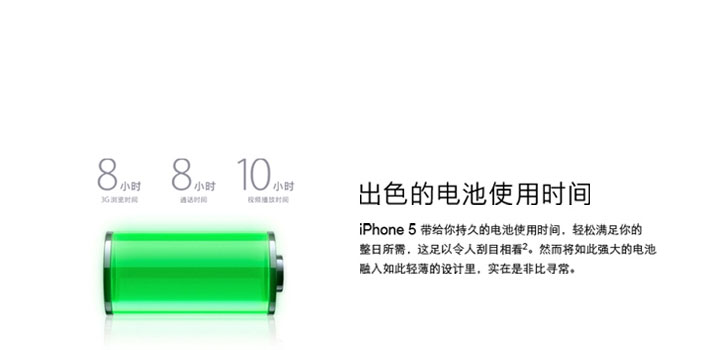 8小时 8小时 10小时
3G 浏览时间 通话时间 视频播放时间
出色的电池使用时间
iPhone 5 带给你持久的电池使用时间，轻松满足你的
整日所需，这足以令人刮目相看2。然而将如此强大的电池
融入如此轻薄的设计里，实在是非比寻常。